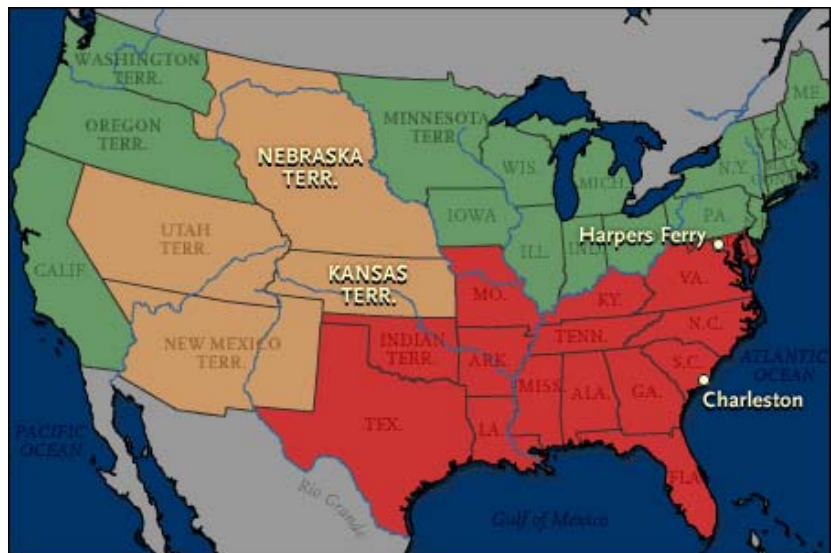 WASHINGTON
TERR.
OREGON
TERR.
MINNESOTA
TERR.
ME.
NEBRASKA
TERR.
WIS.
MICH.
N.Y.
IOWA
PA.
UTAH
TERR.
ILL.
IND.
Harpers Ferry
CALIF
KANSAS
TERR.
MO.
KY.
VA.
NEW MEXICO
TERR.
INDIAN
TERR.
TENN.
N.C.
ARK.
S.C.
ATLANTIC
OCEAN
MISS.
ALA.
GA.
Charleston
PACIFIC
OCEAN
TEX.
LA.
FLA.
Rio Grande
Gulf of Mexico